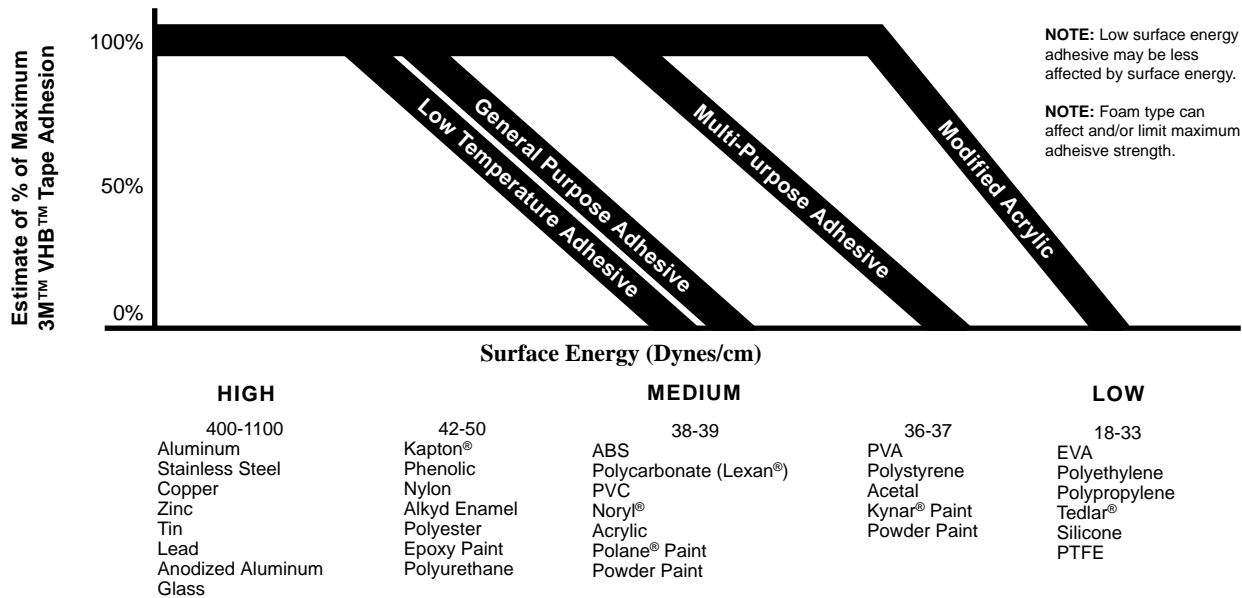 Estimate of % of Maximum
3M™ VHB™ Tape Adhesion
100%
50%
0%
Low Temperature Adhesive
General Purpose Adhesive
Multi-Purpose Adhesive
Modified Acrylic
NOTE: Low surface energy
adhesive may be less
affected by surface energy.
NOTE: Foam type can
affect and/or limit maximum
adheisve strength.
Surface Energy (Dynes/cm)
HIGH
400-1100
Aluminum
Stainless Steel
Copper
Zinc
Tin
Lead
Anodized Aluminum
Glass
42-50
Kapton®
Phenolic
Nylon
Alkyd Enamel
Polyester
Epoxy Paint
Polyurethane
MEDIUM
38-39
ABS
Polycarbonate (Lexan®)
PVC
Noryl®
Acrylic
Polane® Paint
Powder Paint
36-37
PVA
Polystyrene
Acetal
Kynar® Paint
Powder Paint
LOW
18-33
EVA
Polyethylene
Polypropylene
Tedlar®
Silicone
PTFE